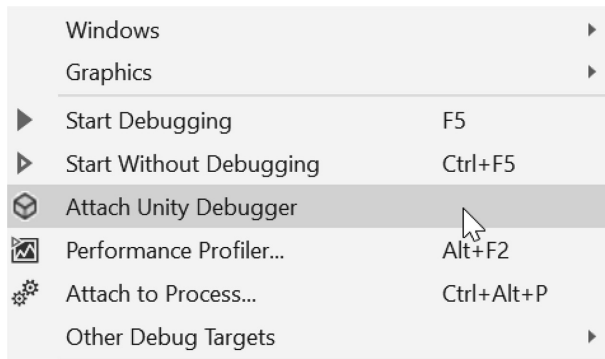 Windows
Graphics
Start Debugging F5
Start Without Debugging Ctrl+F5
Attach Unity Debugger
Performance Profiler... Alt+F2
Attach to Process... Ctrl+Alt+P
Other Debug Targets